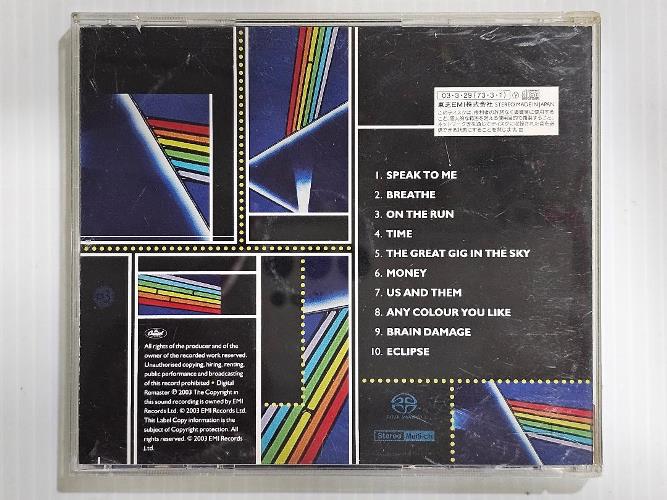 03・3・29(73・3・?) Ⓨ
東芝EMI株式会社 STEREO MADE IN JAPAN
1. SPEAK TO ME
2. BREATHE
3. ON THE RUN
4. TIME
5. THE GREAT GIG IN THE SKY
6. MONEY
7. US AND THEM
8. ANY COLOUR YOU LIKE
9. BRAIN DAMAGE
10. ECLIPSE
Capitol
All rights of the producer and of the
owner of the recorded work reserved.
Unauthorised copying, hiring, renting,
public performance and broadcasting
of this record prohibited • Digital
Remaster ℗ 2003 The Copyright in
this sound recording is owned by EMI
Records Ltd. © 2003 EMI Records Ltd.
This Label Copy information is the
subject of Copyright protection. All
rights reserved. © 2003 EMI Records
Ltd.
SUPER AUDIO CD
Stereo Multi-ch